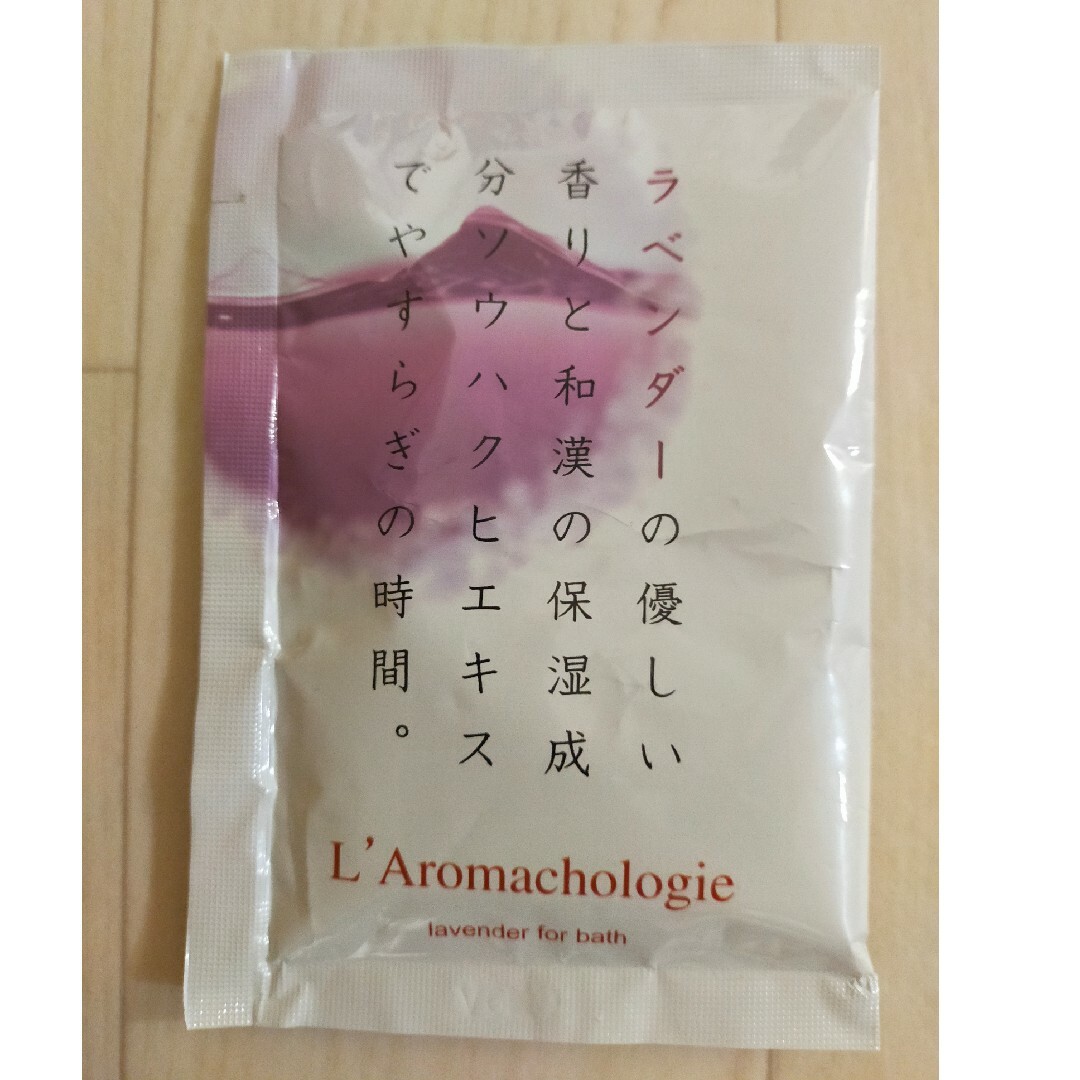 ラベンダーの優しい
香りと和漢の保湿成
分ソウハクヒエキス
でやすらぎの時間。
L'Aromachologie
lavender for bath